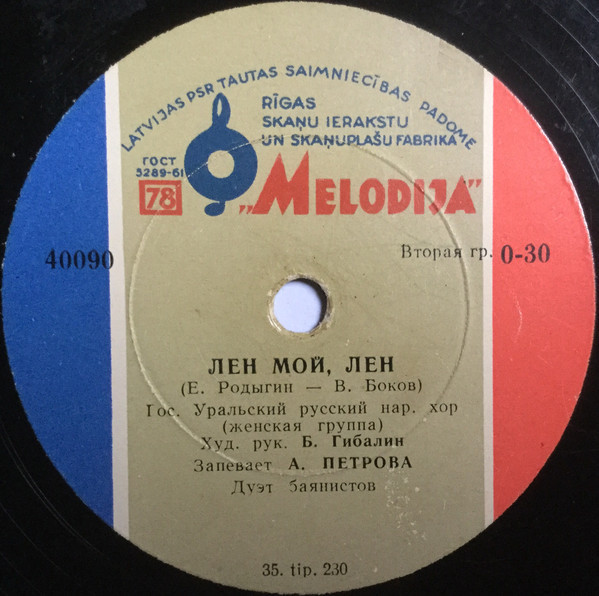 LATVIJAS PSR TAUTAS SAIMNIECĪBAS PADOME
RĪGAS
SKAŅU IERAKSTU
UN SKAŅUPLAŠU FABRIKA
ГОСТ
5289-61
78
„MELODIJA"
40090
Вторая гр. 0-30
ЛЕН МОЙ, ЛЕН
(Е. Родыгин — В. Боков)
Гос. Уральский русский нар. хор
(женская группа)
Худ. рук. Б. Гибалин
Запевает А. ПЕТРОВА
Дуэт баянистов
35. tip. 230